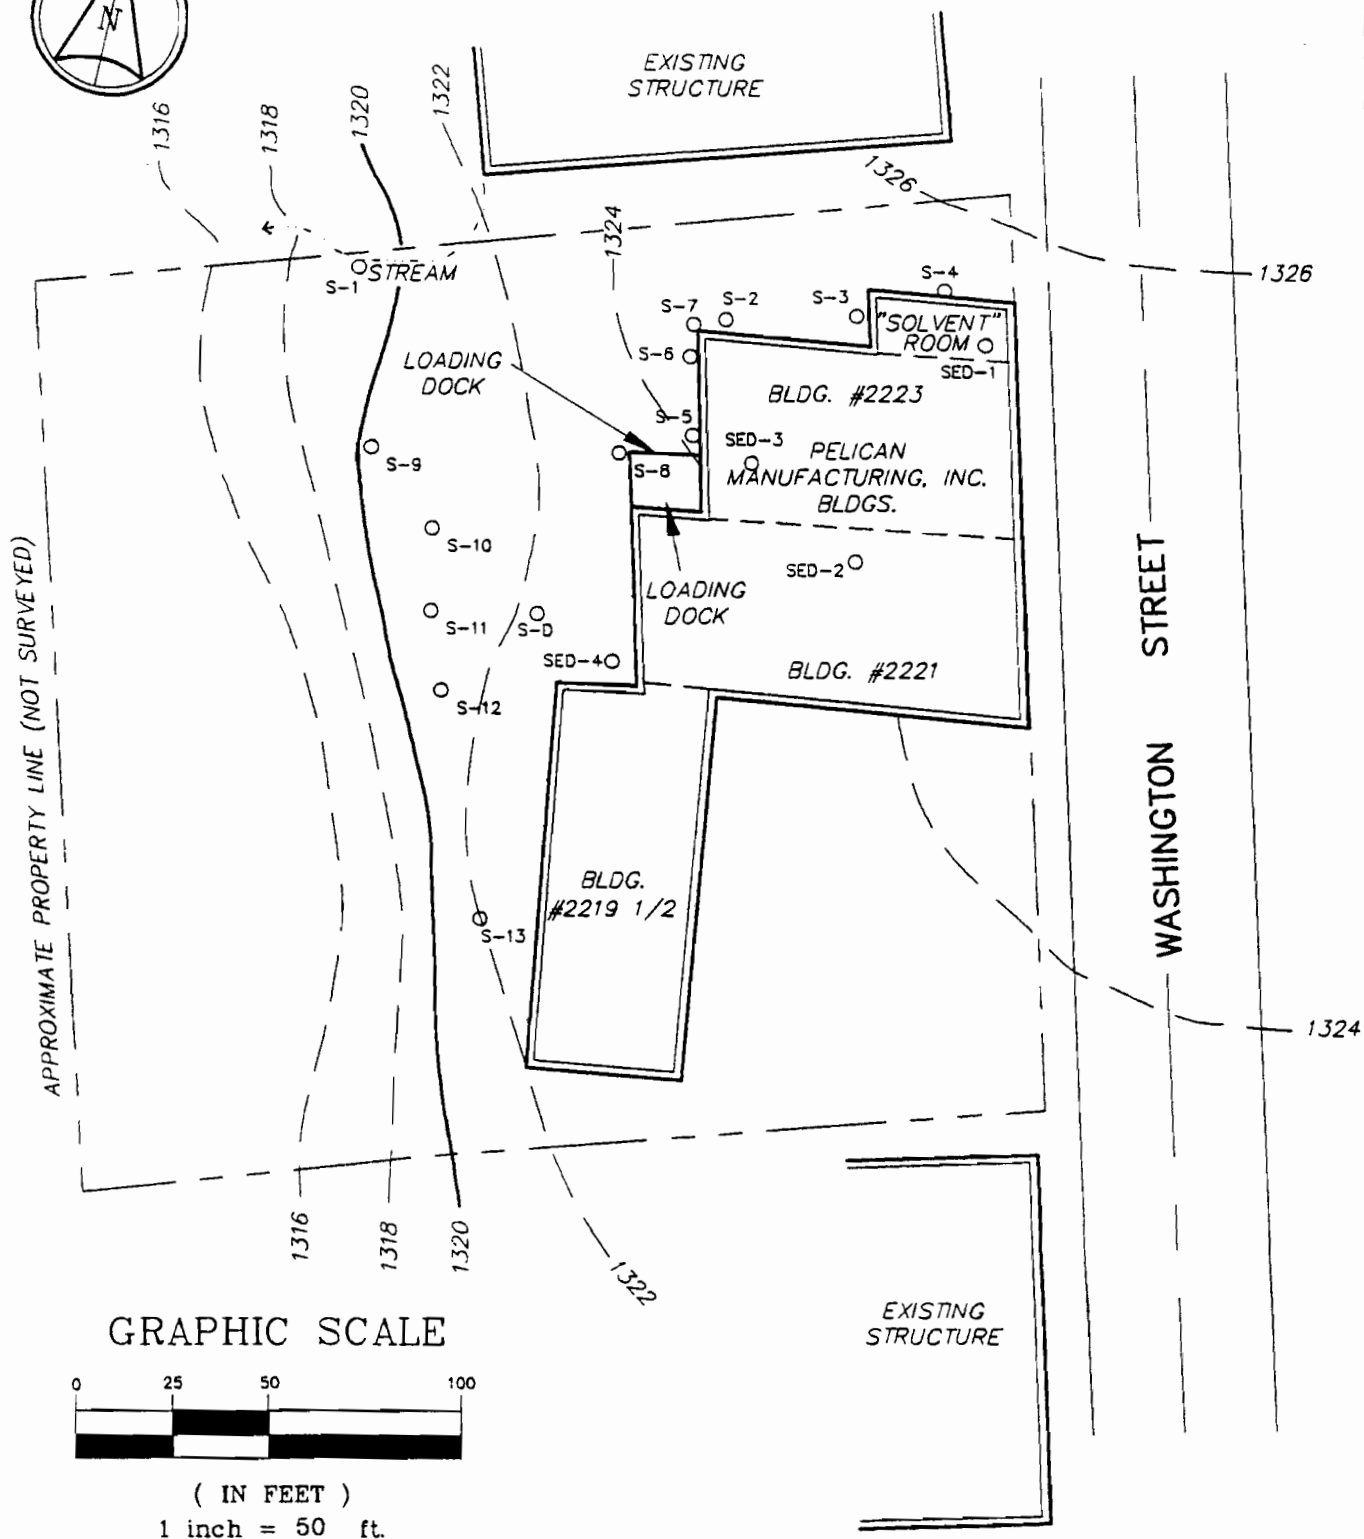 N
EXISTING
STRUCTURE
1316
1318
1320
1322
1326
1324
1326
S-1
STREAM
S-4
S-7
S-2
S-3
"SOLVENT"
ROOM
SED-1
S-6
LOADING
DOCK
BLDG. #2223
S-5
SED-3
PELICAN
MANUFACTURING, INC.
BLDGS.
S-8
S-9
S-10
SED-2
LOADING
DOCK
S-11
S-D
SED-4
BLDG. #2221
S-12
APPROXIMATE PROPERTY LINE (NOT SURVEYED)
WASHINGTON STREET
BLDG.
#2219 1/2
S-13
1324
1316
1318
1320
1322
EXISTING
STRUCTURE
GRAPHIC SCALE
0 25 50 100
( IN FEET )
1 inch = 50 ft.